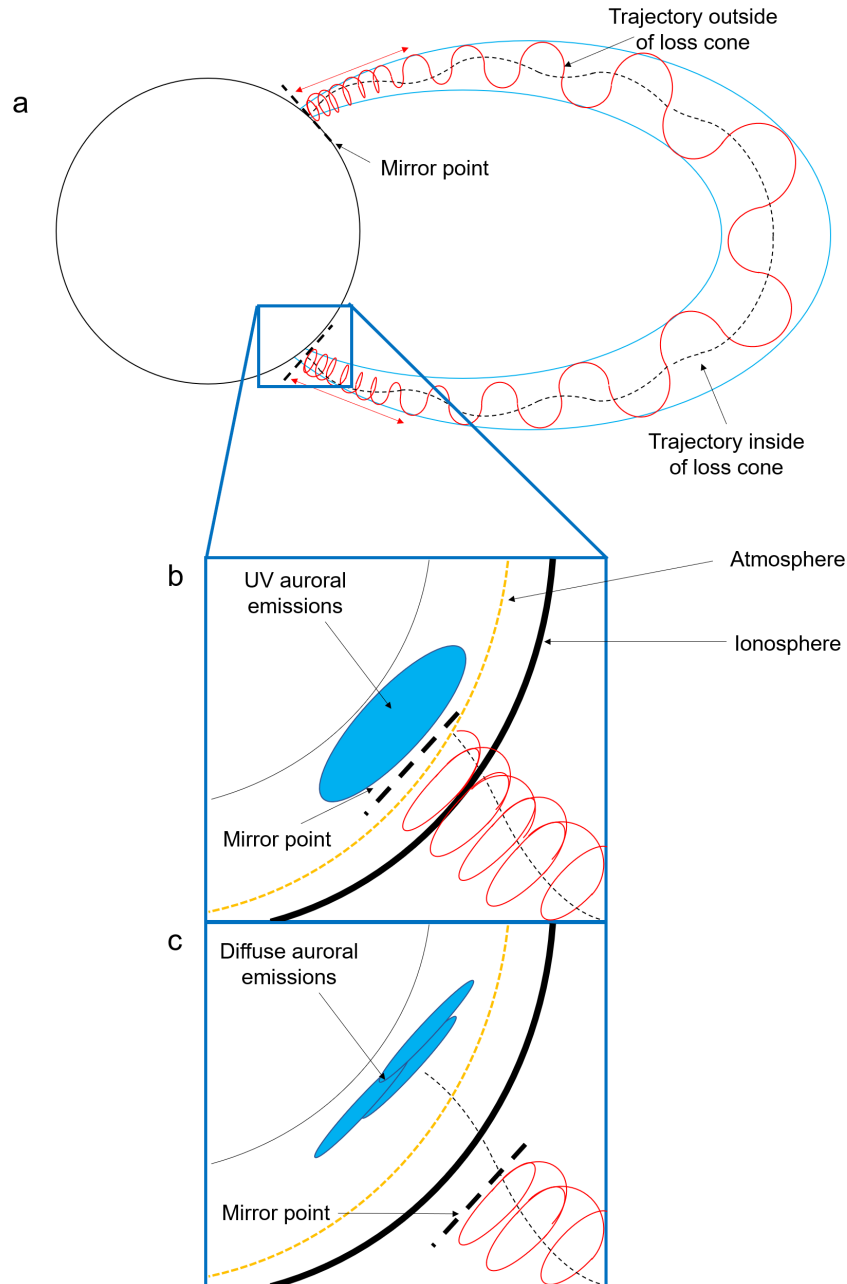 Trajectory outside
of loss cone
a
Mirror point
Trajectory inside
of loss cone
b
UV auroral
emissions
Atmosphere
Ionosphere
Mirror point
c
Diffuse auroral
emissions
Mirror point